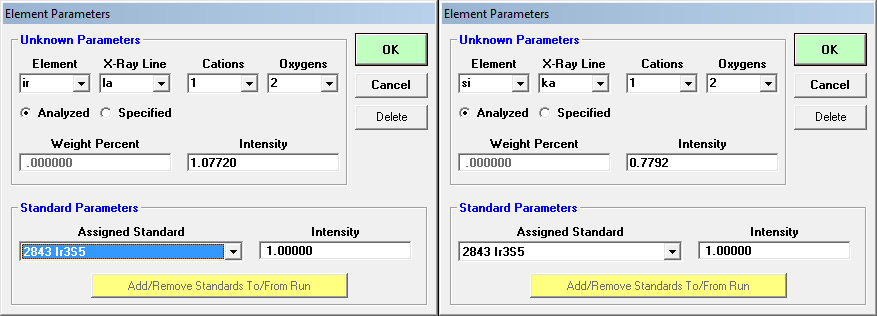 Element Parameters
Unknown Parameters
Element X-Ray Line Cations Oxygens
ir la 1 2
Analyzed Specified
Weight Percent Intensity
.000000 1.07720
OK
Cancel
Delete
Standard Parameters
Assigned Standard Intensity
2843 Ir3S5 1.00000
Add/Remove Standards To/From Run
Element Parameters
Unknown Parameters
Element X-Ray Line Cations Oxygens
si ka 1 2
Analyzed Specified
Weight Percent Intensity
.000000 0.7792
OK
Cancel
Delete
Standard Parameters
Assigned Standard Intensity
2843 Ir3S5 1.00000
Add/Remove Standards To/From Run